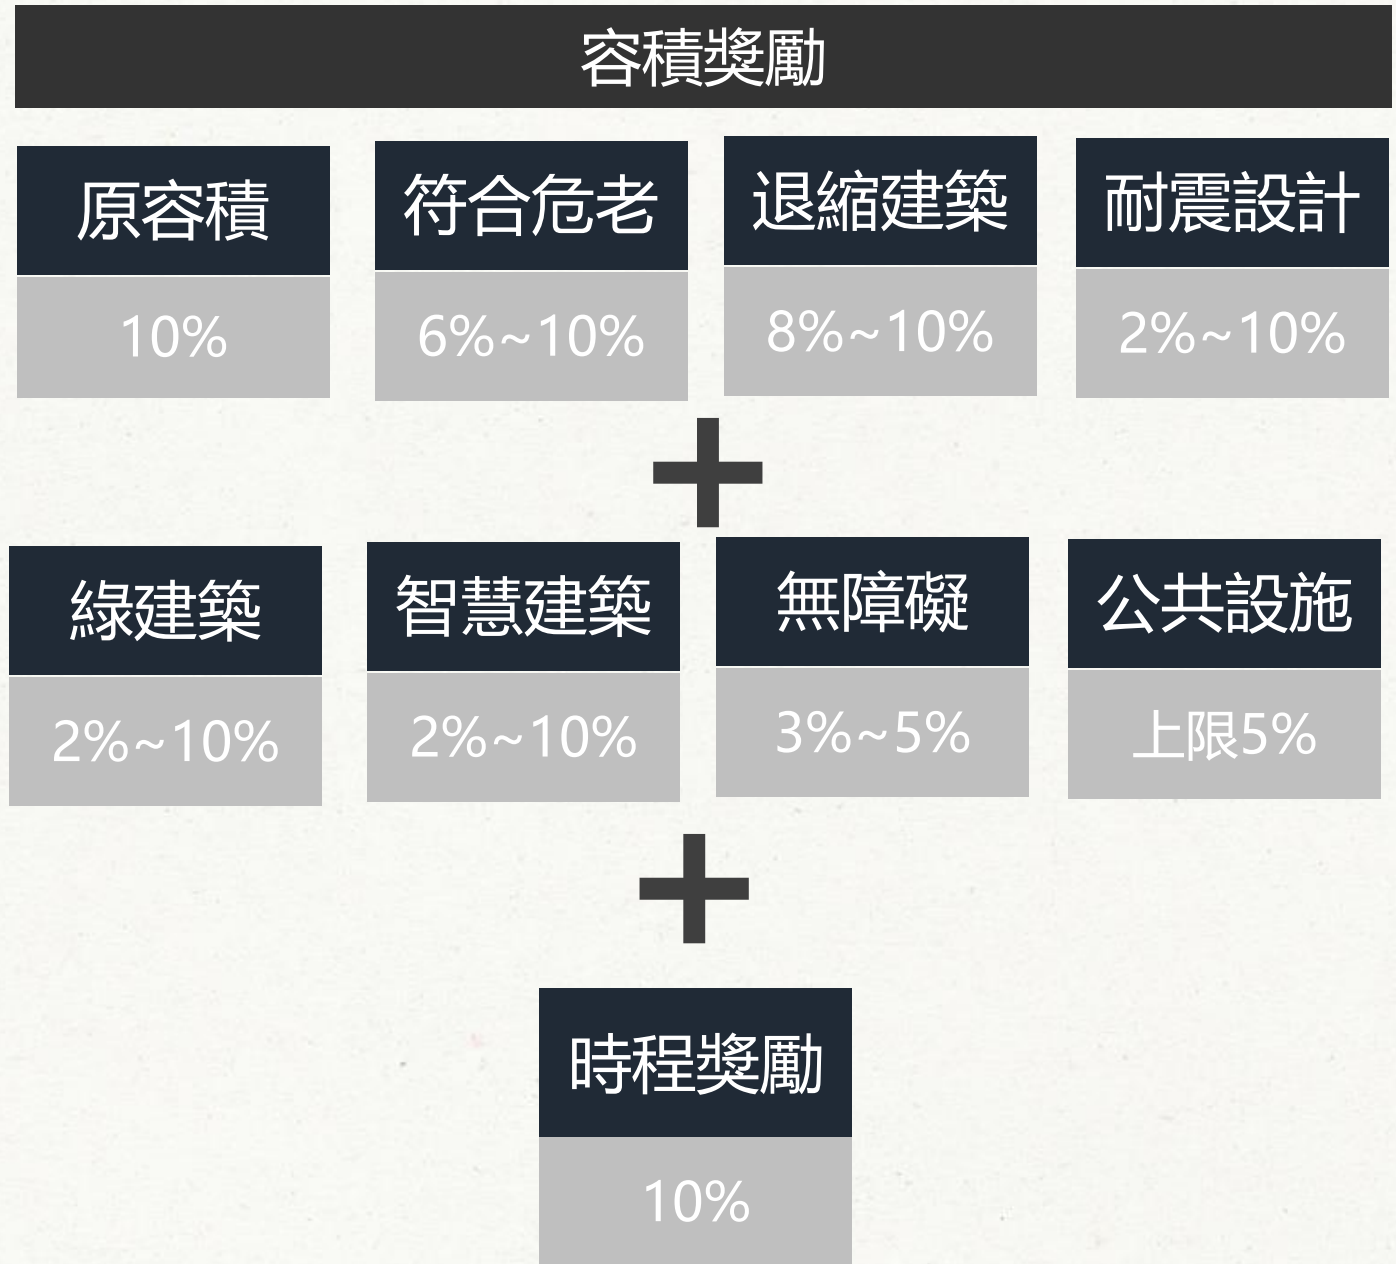 容積獎勵
原容積
10%
符合危老
6%~10%
退縮建築
8%~10%
耐震設計
2%~10%
+
綠建築
2%~10%
智慧建築
2%~10%
無障礙
3%~5%
公共設施
上限5%
+
時程獎勵
10%